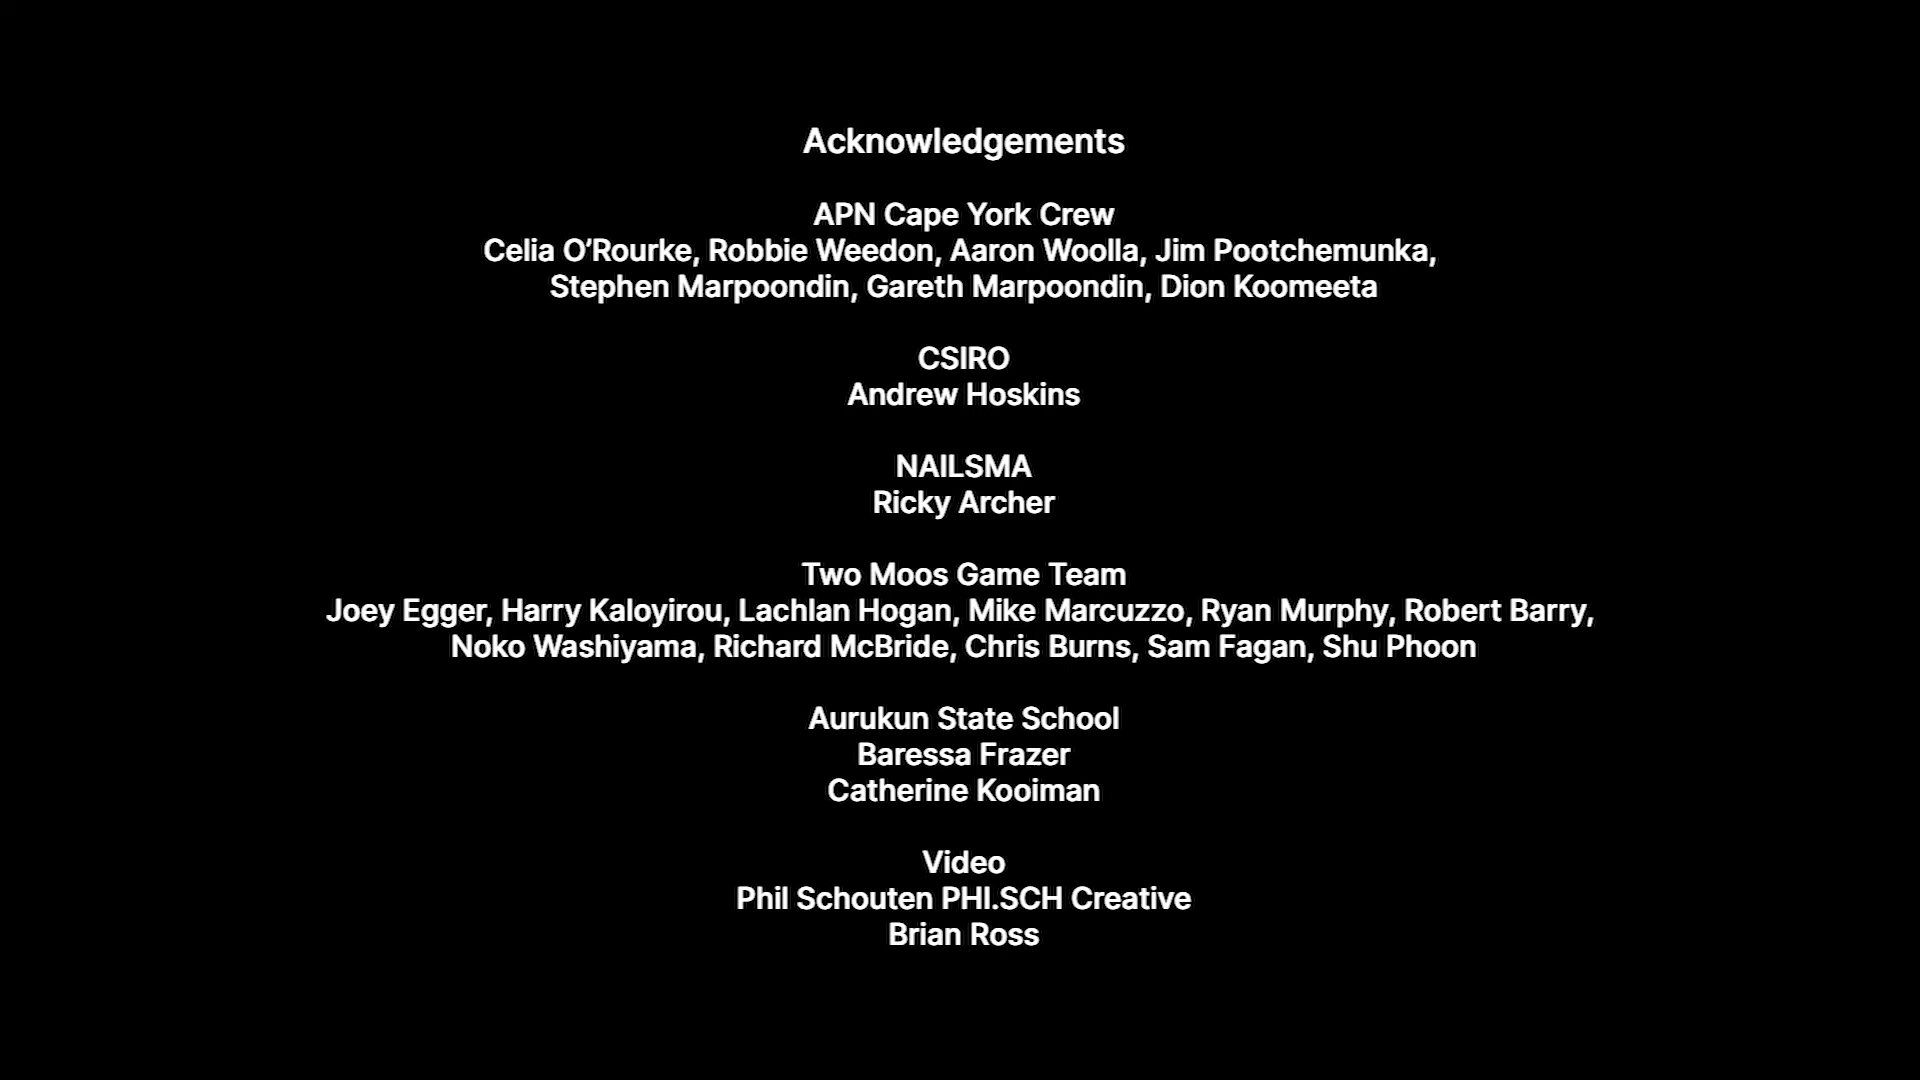 Acknowledgements
APN Cape York Crew
Celia O‘Rourke, Robbie Weedon, Aaron Woolla, Jim Pootchemunka,
Stephen Marpoondin, Gareth Marpoondin, Dion Koomeeta
CSIRO
Andrew Hoskins
NAILSMA
Ricky Archer
Two Moos Game Team
Joey Egger, Harry Kaloyirou, Lachlan Hogan, Mike Marcuzzo, Ryan Murphy, Robert Barry,
Noko Washiyama, Richard McBride, Chris Burns, Sam Fagan, Shu Phoon
Aurukun State School
Baressa Frazer
Catherine Kooiman
Video
Phil Schouten PHI.SCH Creative
Brian Ross